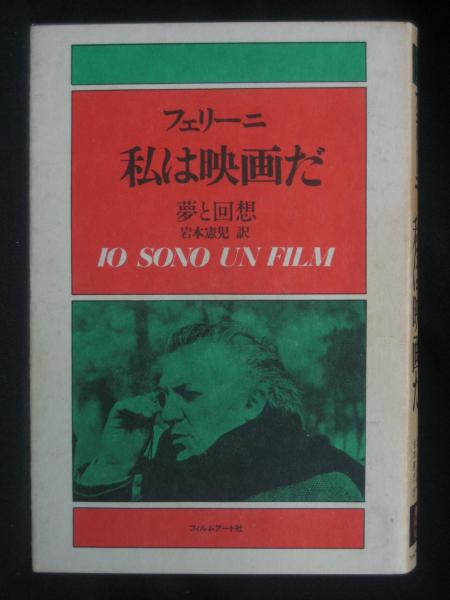 フェリーニ
私は映画だ
夢と回想
岩本憲児 訳
IO SONO UN FILM
フィルムアート社